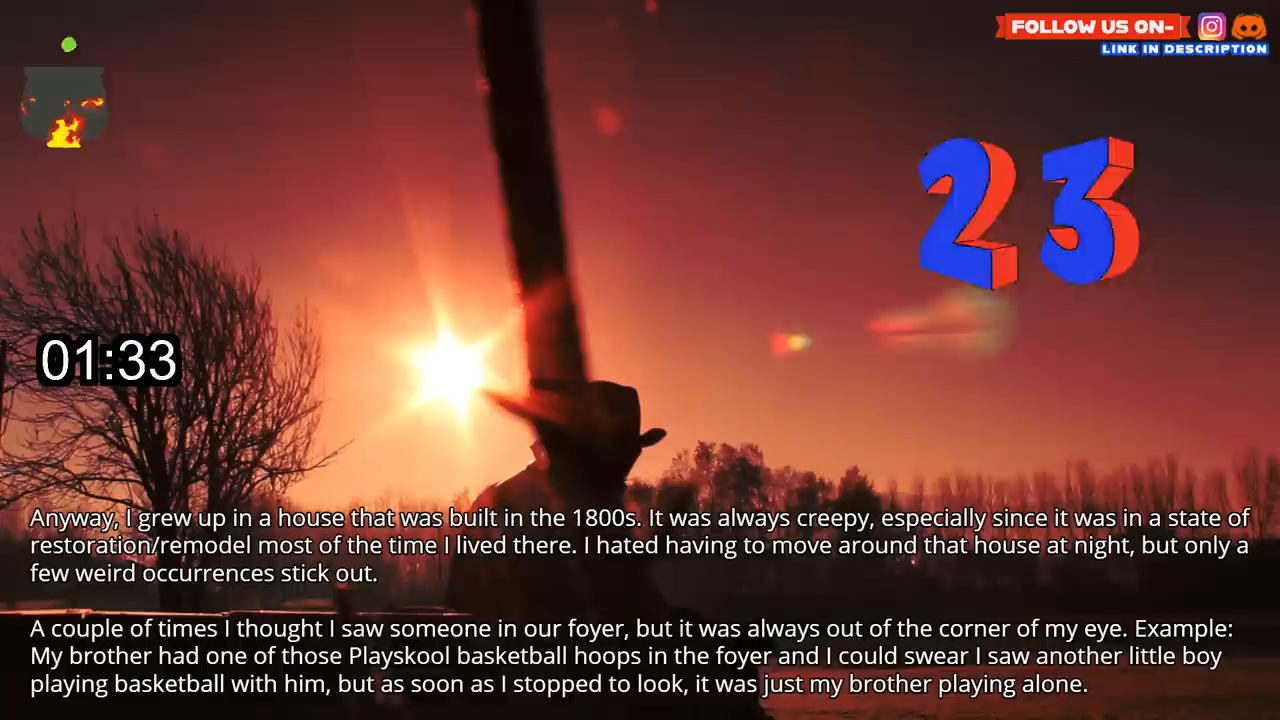 FOLLOW US ON-
LINK IN DESCRIPTION
23
01:33
Anyway, I grew up in a house that was built in the 1800s. It was always creepy, especially since it was in a state of
restoration/remodel most of the time I lived there. I hated having to move around that house at night, but only a
few weird occurrences stick out.
A couple of times I thought I saw someone in our foyer, but it was always out of the corner of my eye. Example:
My brother had one of those Playskool basketball hoops in the foyer and I could swear I saw another little boy
playing basketball with him, but as soon as I stopped to look, it was just my brother playing alone.